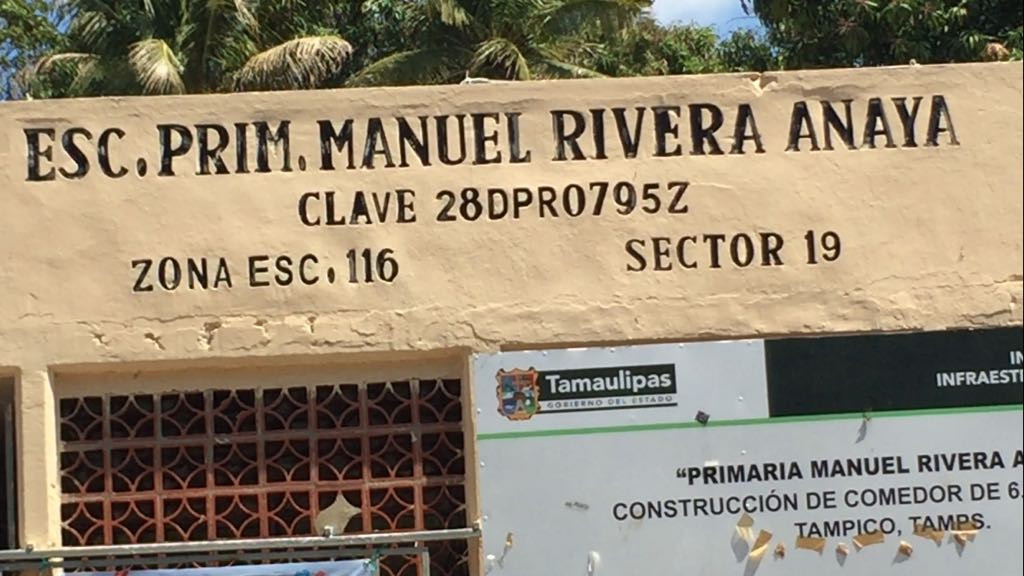 ESC. PRIM. MANUEL RIVERA ANAYA
CLAVE 28DPR0795Z
ZONA ESC. 116 SECTOR 19
Tamaulipas
GOBIERNO DEL ESTADO
"PRIMARIA MANUEL RIVERA
CONSTRUCCIÓN DE COMEDOR DE
TAMPICO, TAMPS.